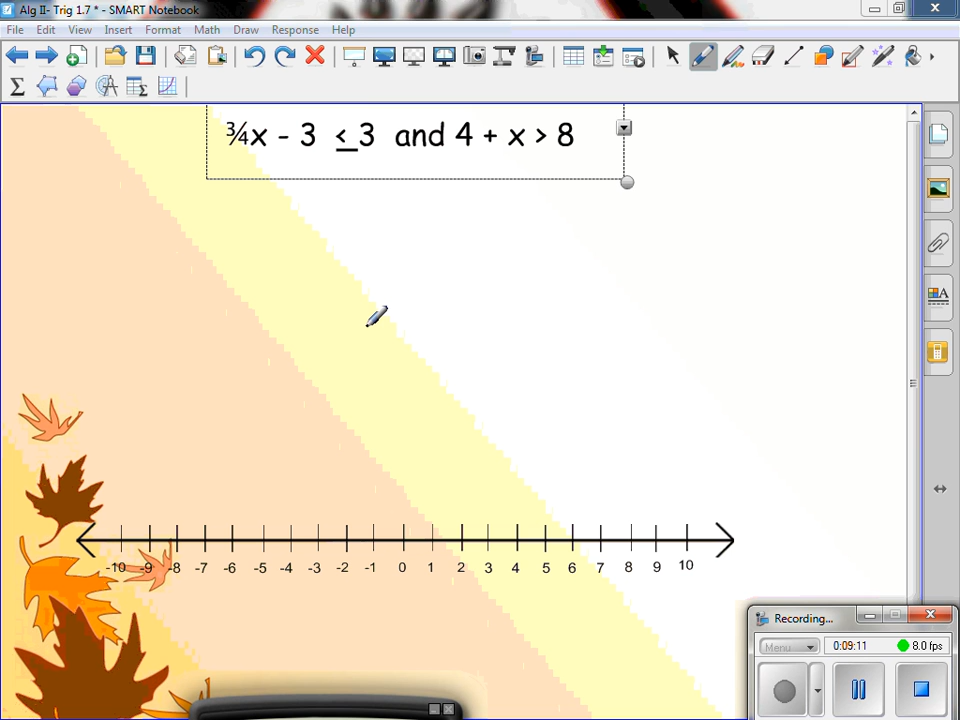 Alg II- Trig 1.7 * - SMART Notebook
File Edit View Insert Format Math Draw Response Help
¾x - 3 < 3 and 4 + x > 8
-10 -9 -8 -7 -6 -5 -4 -3 -2 -1 0 1 2 3 4 5 6 7 8 9 10
Recording...
Menu 0:09:11 8.0 fps